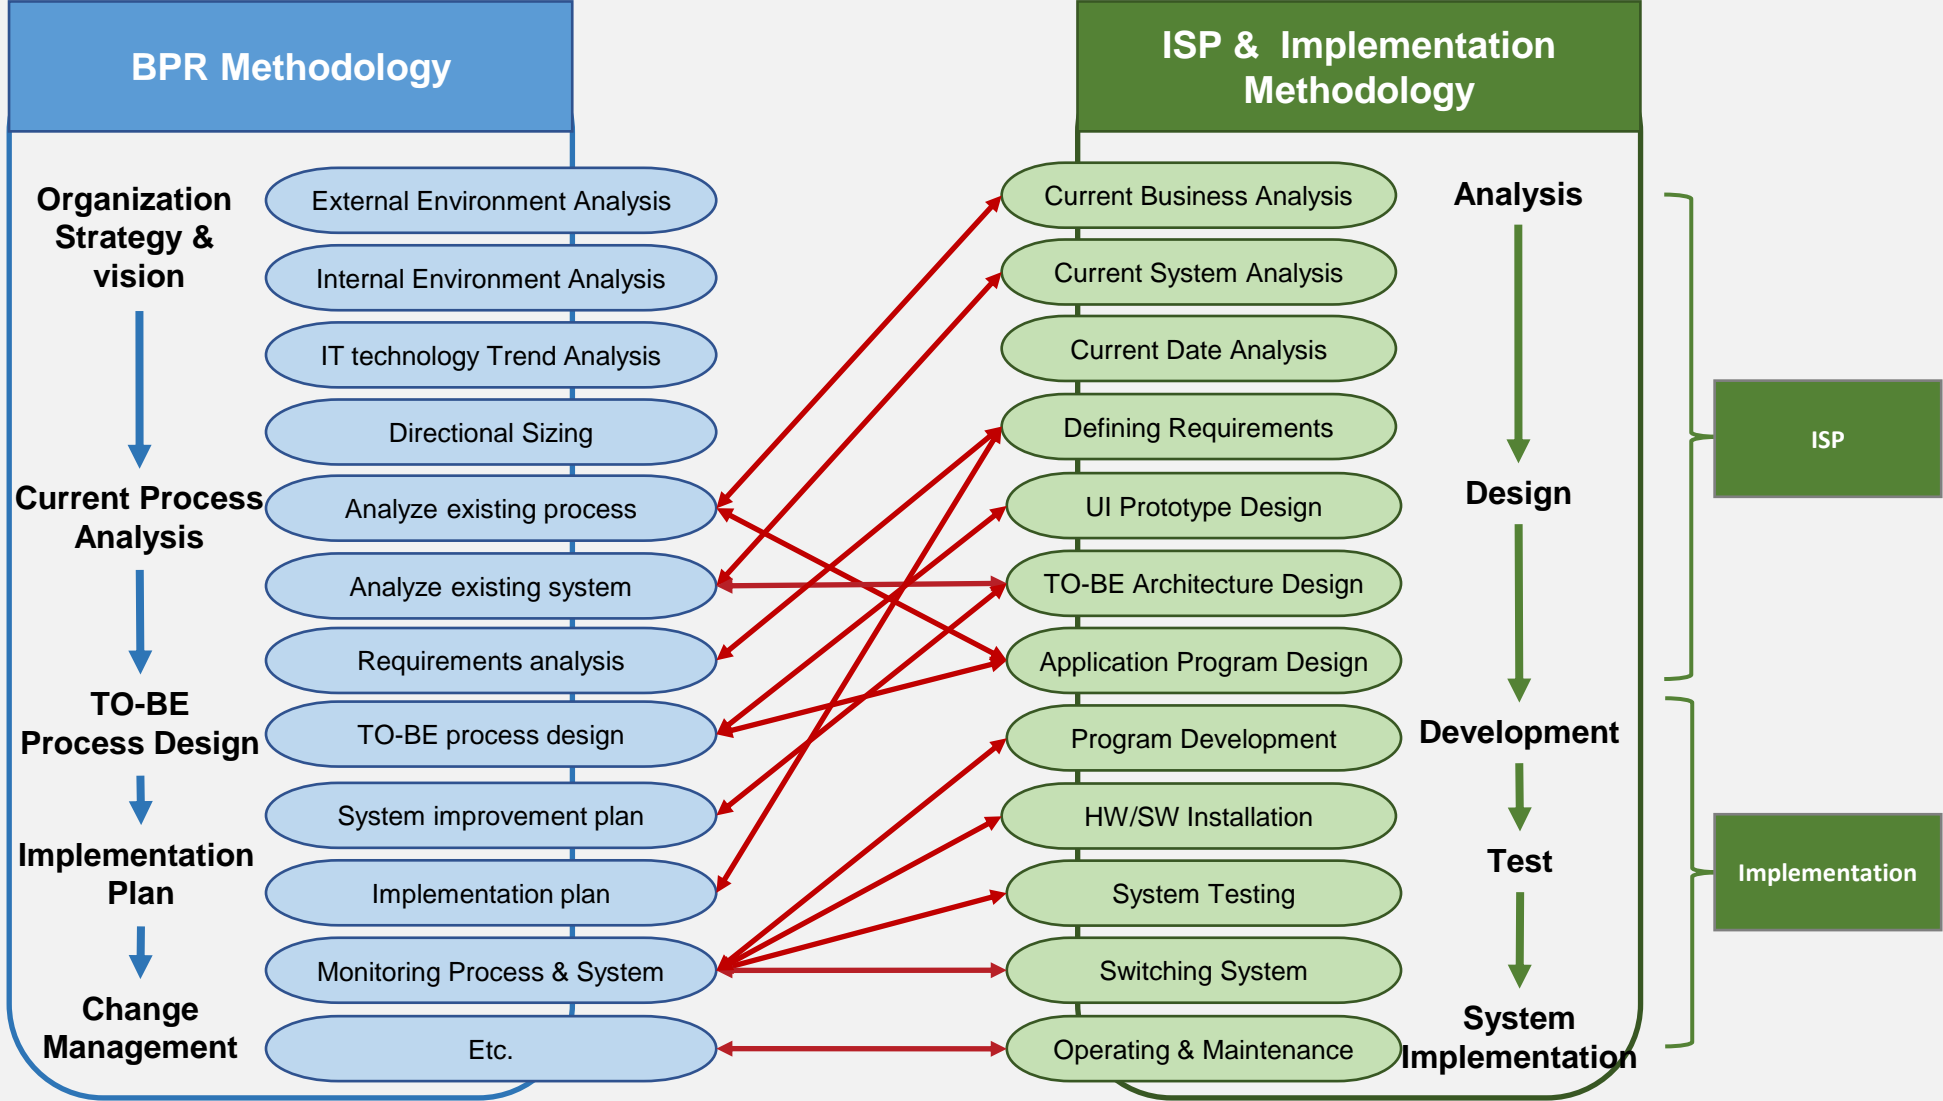 BPR Methodology
ISP & Implementation
Methodology
Organization
Strategy &
vision
Current Process
Analysis
TO-BE
Process Design
Implementation
Plan
Change
Management
External Environment Analysis
Internal Environment Analysis
IT technology Trend Analysis
Directional Sizing
Analyze existing process
Analyze existing system
Requirements analysis
TO-BE process design
System improvement plan
Implementation plan
Monitoring Process & System
Etc.
Current Business Analysis
Current System Analysis
Current Date Analysis
Defining Requirements
UI Prototype Design
TO-BE Architecture Design
Application Program Design
Program Development
HW/SW Installation
System Testing
Switching System
Operating & Maintenance
Analysis
Design
Development
Test
System
Implementation
ISP
Implementation